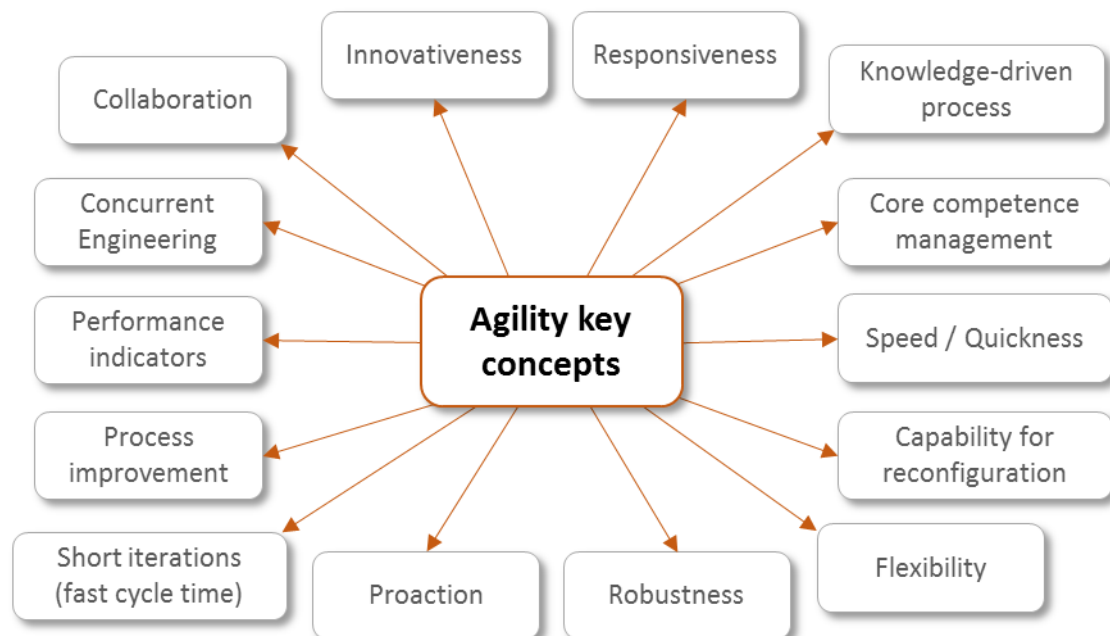 Innovativeness
Responsiveness
Collaboration
Knowledge-driven
process
Concurrent
Engineering
Core competence
management
Agility key
concepts
Performance
indicators
Speed / Quickness
Process
improvement
Capability for
reconfiguration
Short iterations
(fast cycle time)
Proaction
Robustness
Flexibility